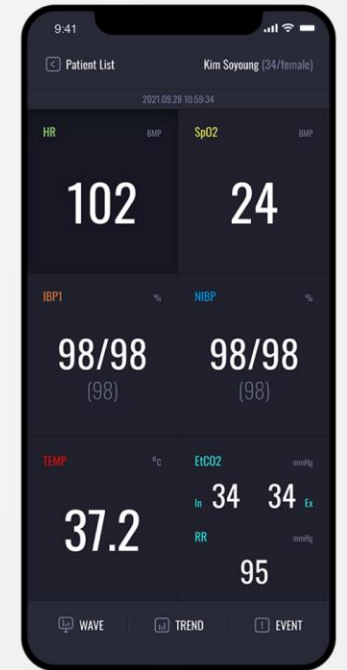 9:41
Patient List Kim Soyoung (34/female)
2021.09.28 10:59:34
HR BMP SpO2 BMP
102 24
IBP1 % NIBP %
98/98 98/98
(98) (98)
TEMP °C EtCO2 mmHg
In 34 34 Ex
37.2 RR mmHg
95
WAVE TREND EVENT